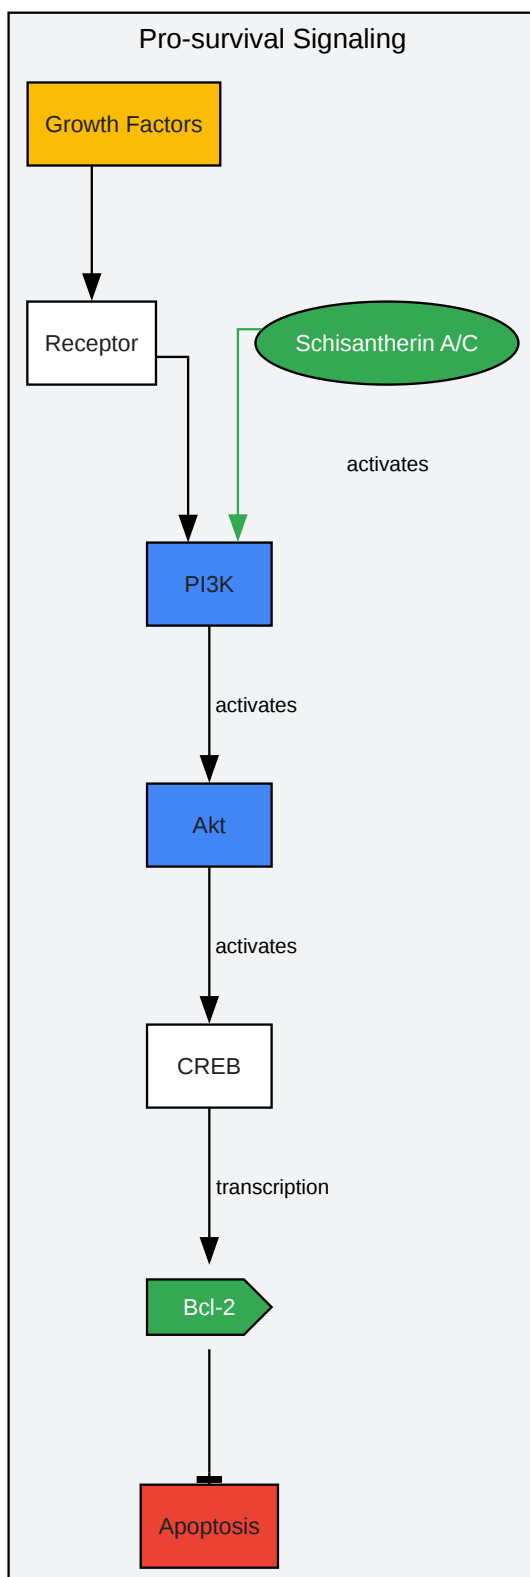 Pro-survival Signaling
Growth Factors
Receptor
Schisantherin A/C
activates
PI3K
activates
Akt
activates
CREB
transcription
Bcl-2
Apoptosis